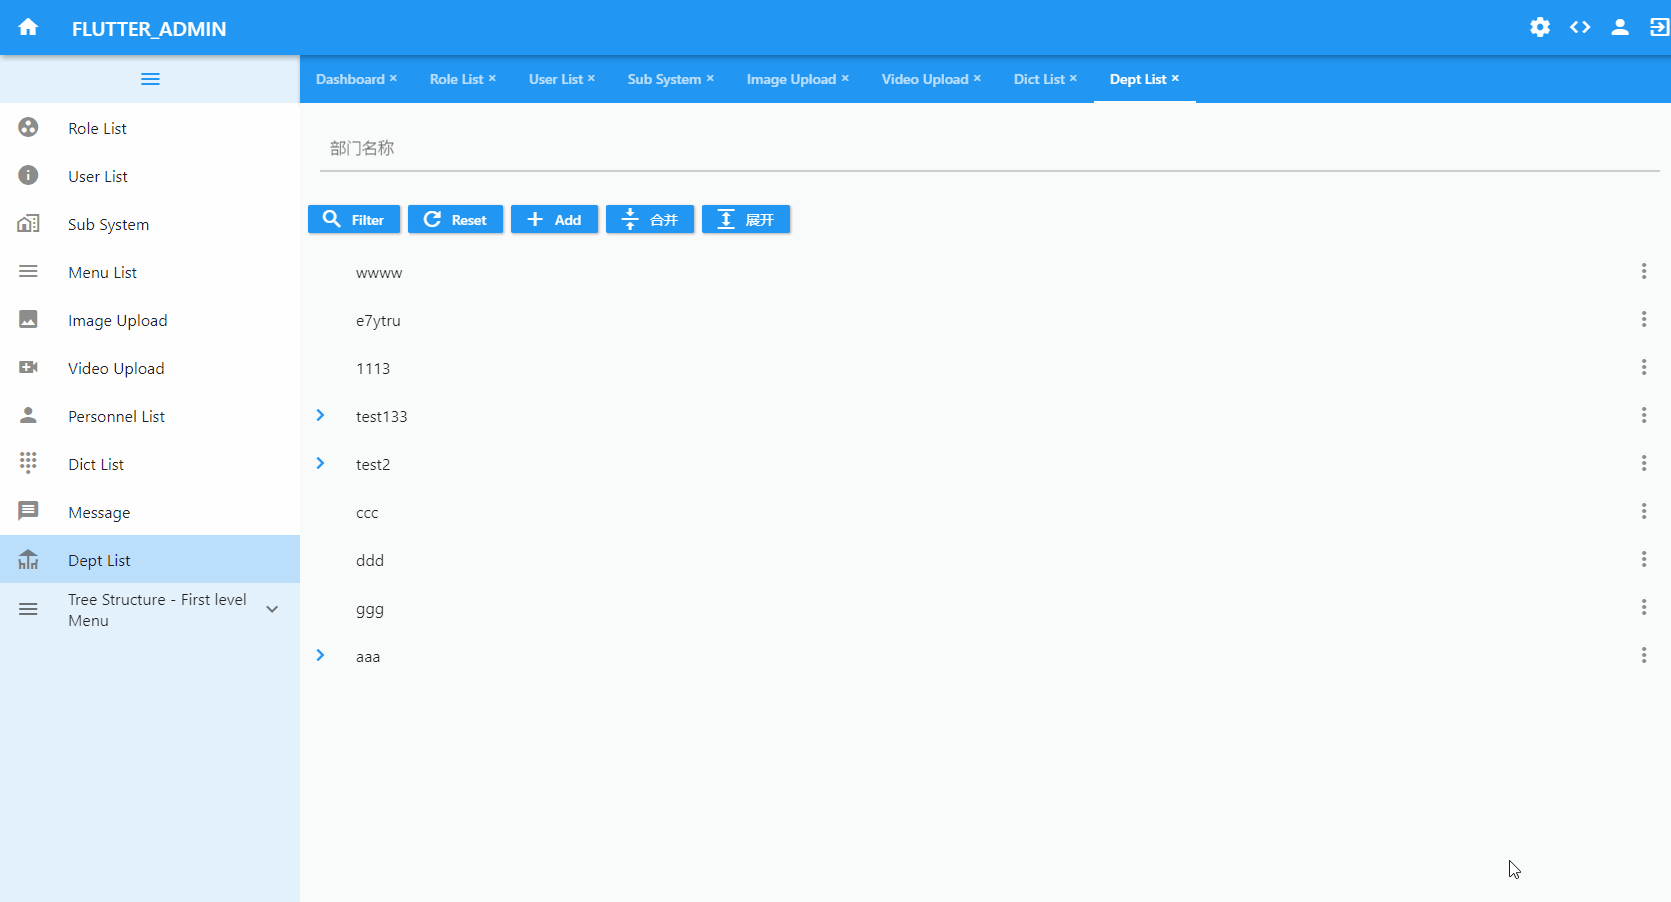 FLUTTER_ADMIN
Dashboard × Role List × User List × Sub System × Image Upload × Video Upload × Dict List × Dept List ×
Role List
User List
Sub System
Menu List
Image Upload
Video Upload
Personnel List
Dict List
Message
Dept List
Tree Structure - First level
Menu
部门名称
Filter Reset Add 合并 展开
wwww
e7ytru
1113
test133
test2
ccc
ddd
ggg
aaa